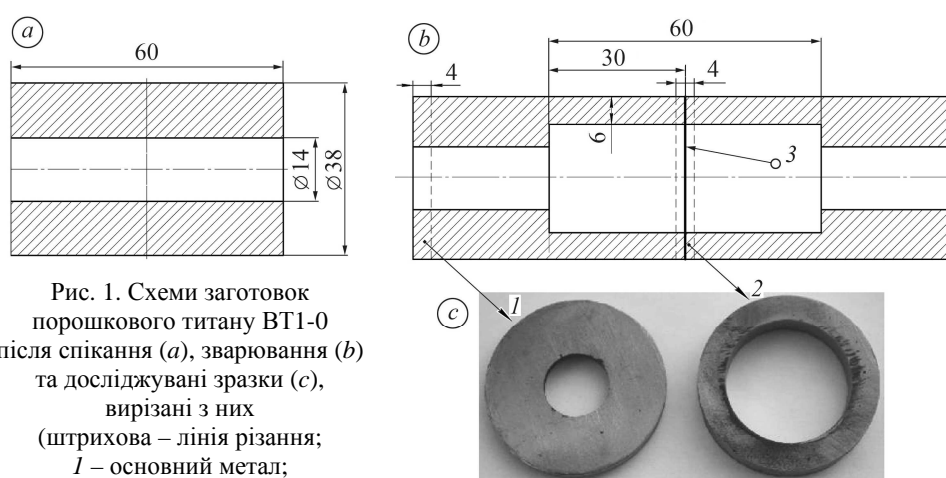 a
60
Ø14
Ø38
b
60
30
4
4
6
3
1
2
c
Рис. 1. Схеми заготовок
порошкового титану ВТ1-0
після спікання (a), зварювання (b)
та досліджувані зразки (c),
вирізані з них
(штрихова – лінія різання;
1 – основний метал;